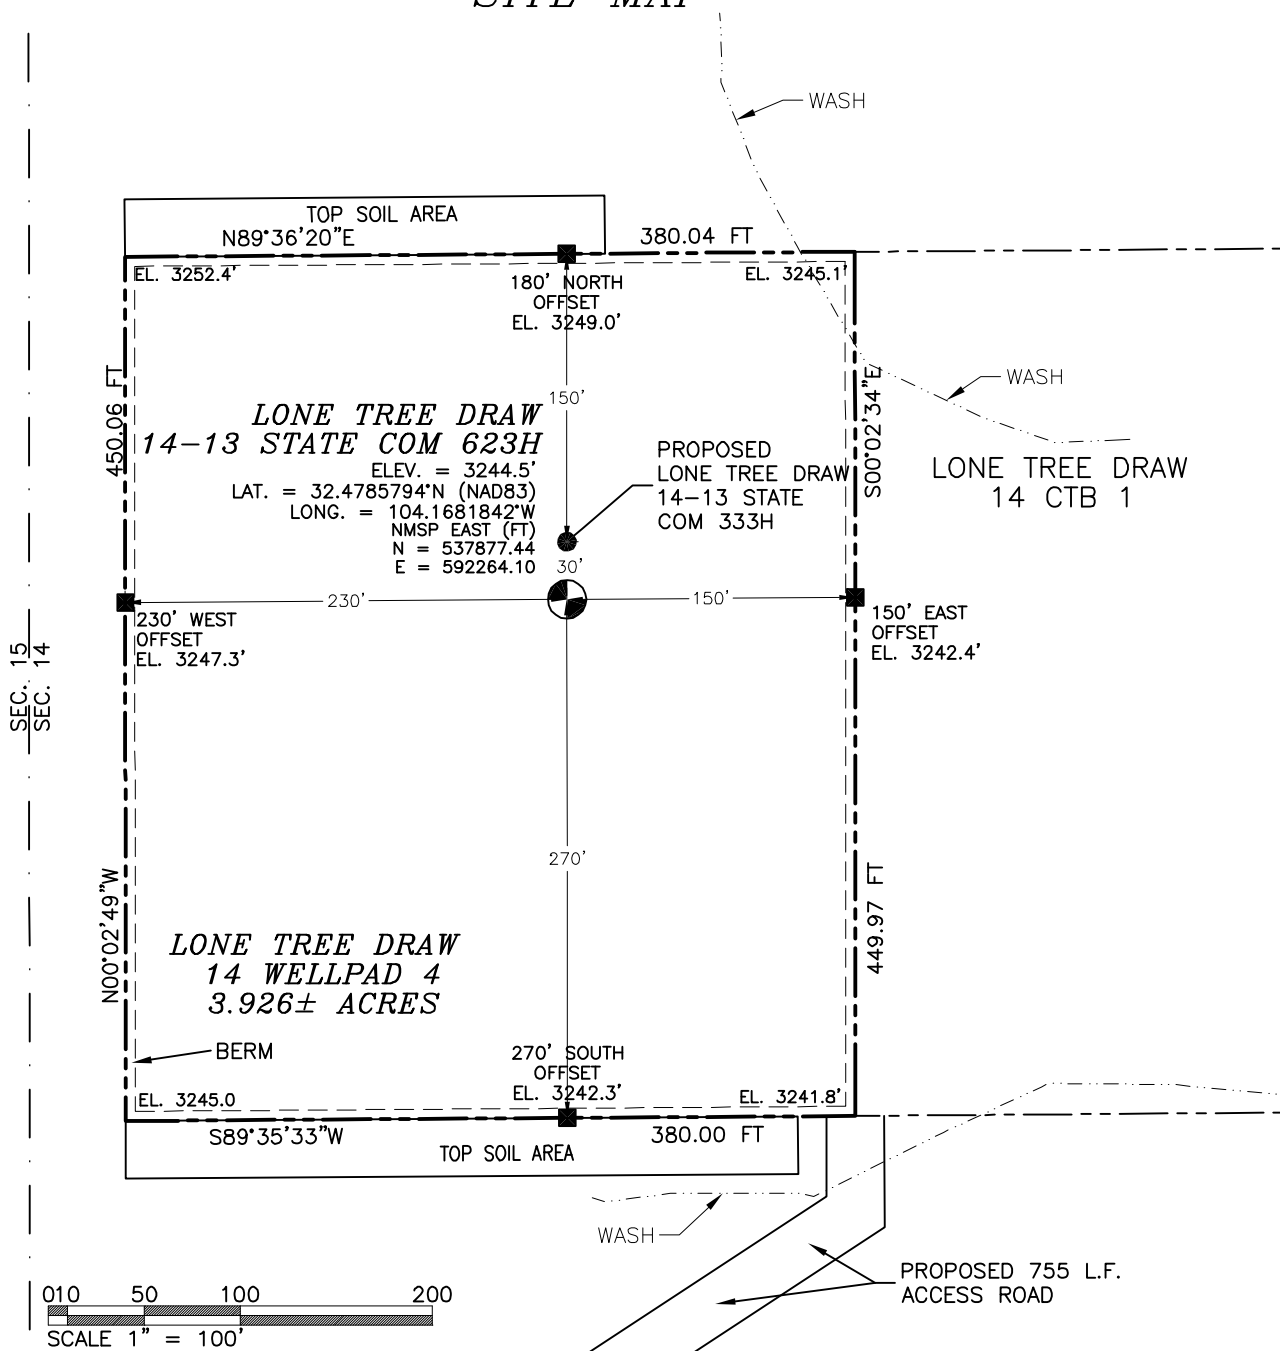 SITE MAP
WASH
TOP SOIL AREA
N89°36'20"E
380.04 FT
EL. 3252.4'
180' NORTH
OFFSET
EL. 3249.0'
EL. 3245.1'
450.06 FT
150'
WASH
S00°02'34"E
LONE TREE DRAW
14-13 STATE COM 623H
ELEV. = 3244.5'
LAT. = 32.4785794°N (NAD83)
LONG. = 104.1681842°W
NMSP EAST (FT)
N = 537877.44
E = 592264.10
PROPOSED
LONE TREE DRAW
14-13 STATE
COM 333H
LONE TREE DRAW
14 CTB 1
30'
230'
150'
230' WEST
OFFSET
EL. 3247.3'
150' EAST
OFFSET
EL. 3242.4'
SEC. 15
SEC. 14
270'
N00°02'49"W
449.97 FT
LONE TREE DRAW
14 WELLPAD 4
3.926± ACRES
BERM
270' SOUTH
OFFSET
EL. 3242.3'
EL. 3245.0
EL. 3241.8'
S89°35'33"W
380.00 FT
TOP SOIL AREA
WASH
PROPOSED 755 L.F.
ACCESS ROAD
010 50 100 200
SCALE 1" = 100'